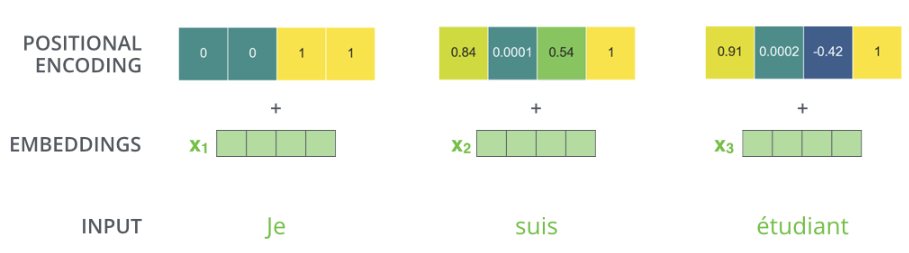 POSITIONAL
ENCODING
0 0 1 1
0.84 0.0001 0.54 1
0.91 0.0002 -0.42 1
+ + +
EMBEDDINGS
x1 x2 x3
INPUT
Je suis étudiant